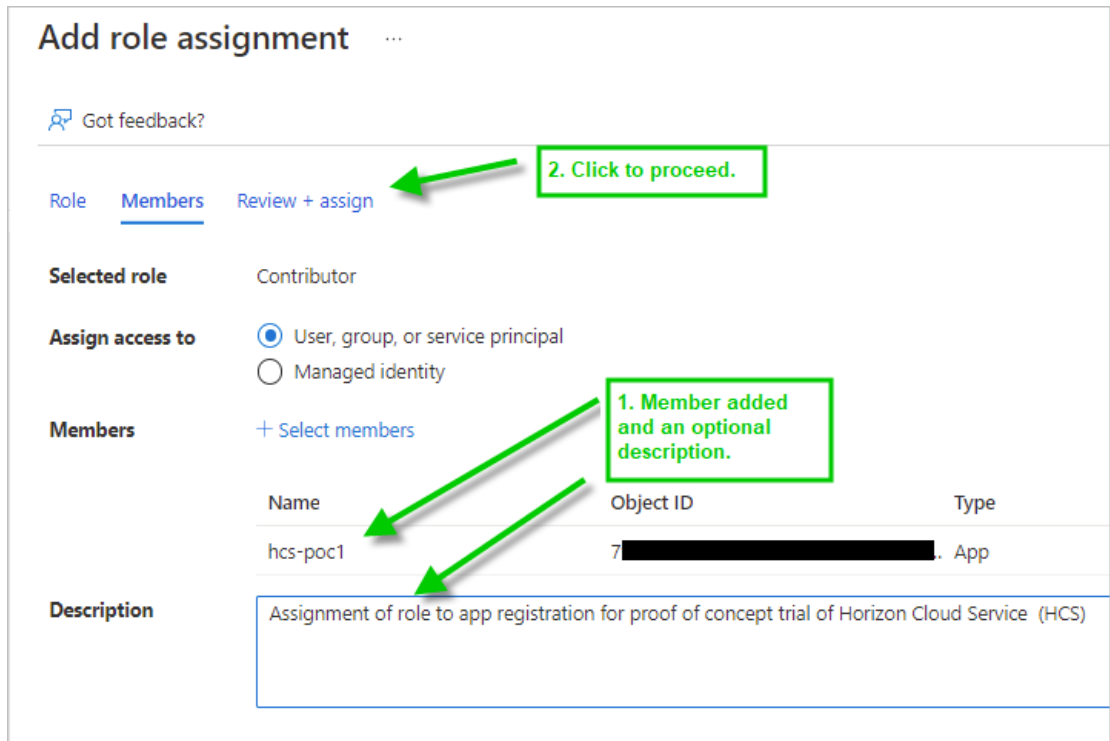 Add role assignment ...
Got feedback?
2. Click to proceed.
Role Members Review + assign
Selected role Contributor
Assign access to User, group, or service principal
Managed identity
1. Member added
and an optional
description.
Members + Select members
Name Object ID Type
hcs-poc1 7 .. App
Description Assignment of role to app registration for proof of concept trial of Horizon Cloud Service (HCS)